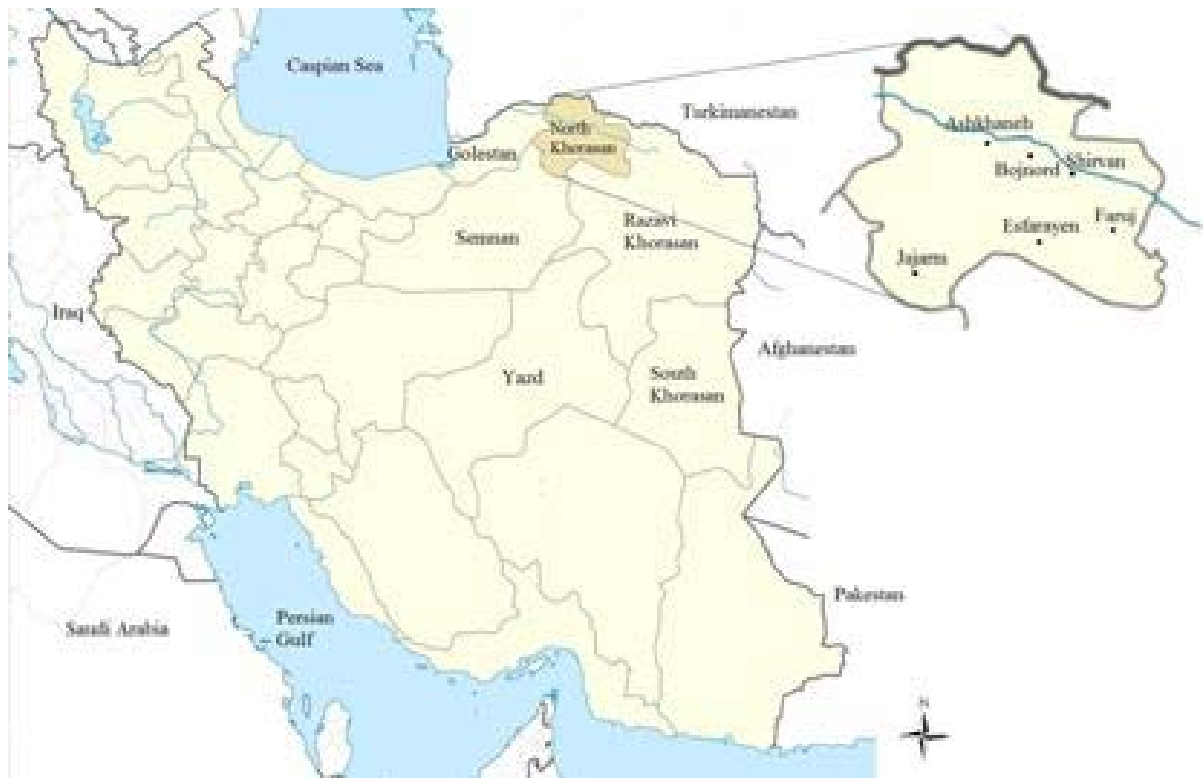 Caspian Sea
Turkimanestan
Ashkhaneh
North
Khorasan
Golestan
Bojnord
Shirvan
Razavi
Khorasan
Semnan
Esfarayen
Faruj
Jajarm
Iraq
Afghanestan
Yazd
South
Khorasan
Pakestan
Persian
Gulf
Saudi Arabia
N